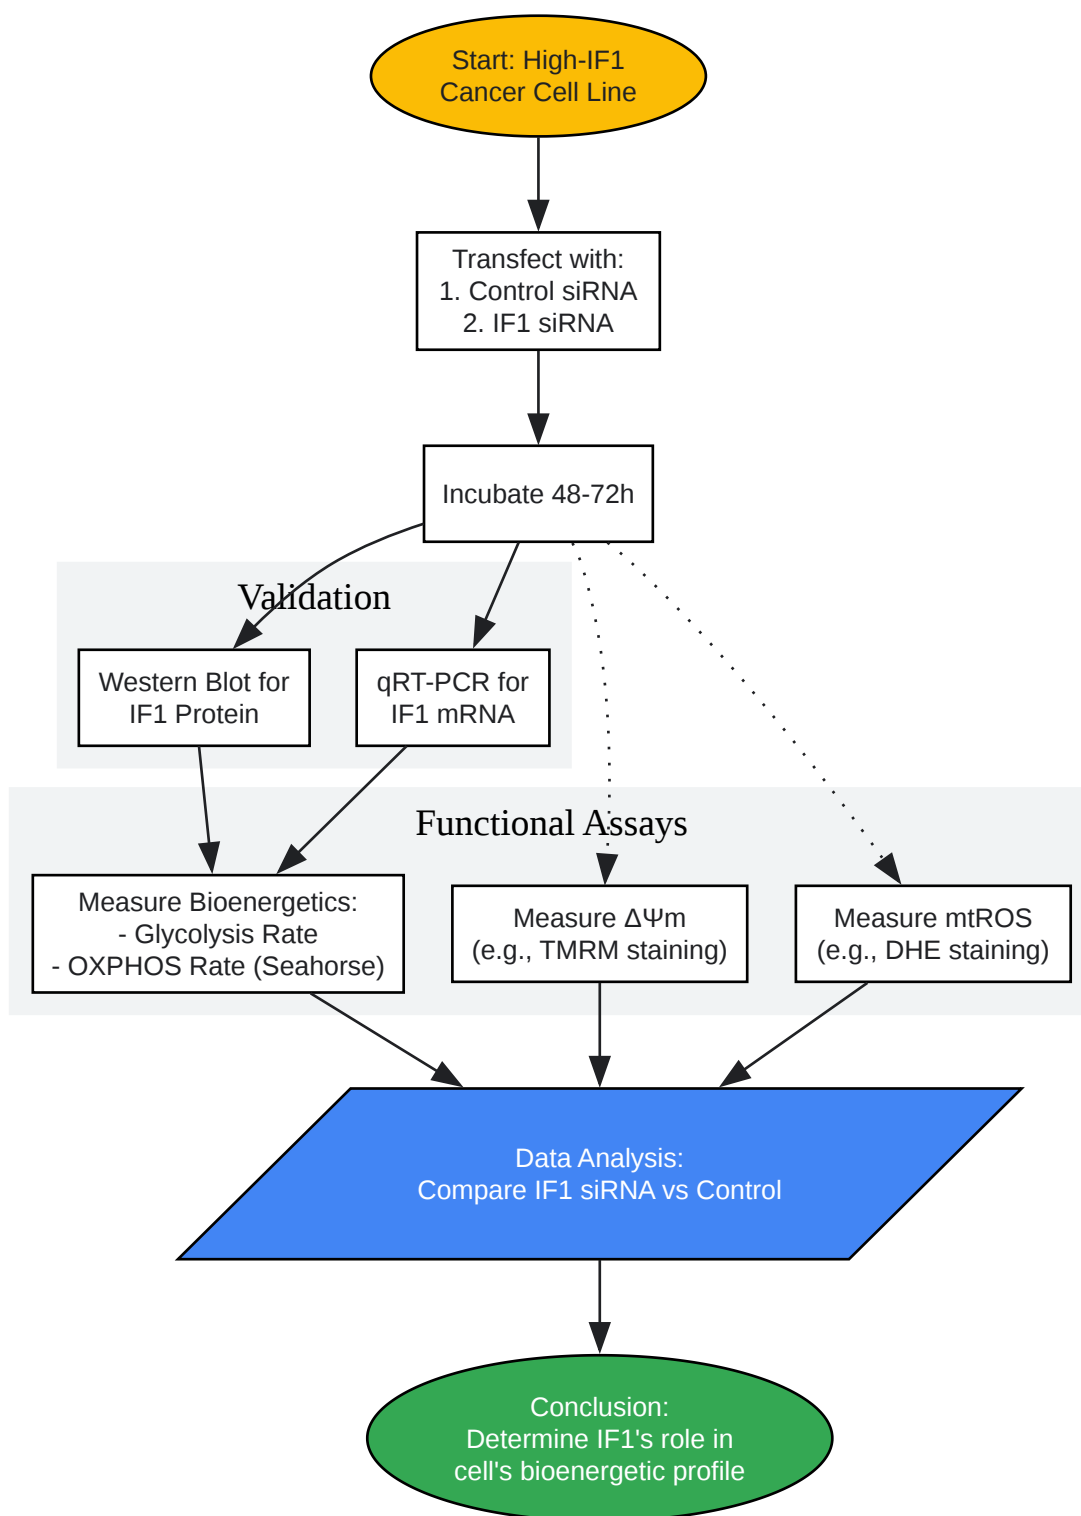 Start: High-IF1
Cancer Cell Line
Transfect with:
1. Control siRNA
2. IF1 siRNA
Incubate 48-72h
Validation
Western Blot for
IF1 Protein
qRT-PCR for
IF1 mRNA
Functional Assays
Measure Bioenergetics:
- Glycolysis Rate
- OXPHOS Rate (Seahorse)
Measure ΔΨm
(e.g., TMRM staining)
Measure mtROS
(e.g., DHE staining)
Data Analysis:
Compare IF1 siRNA vs Control
Conclusion:
Determine IF1's role in
cell's bioenergetic profile